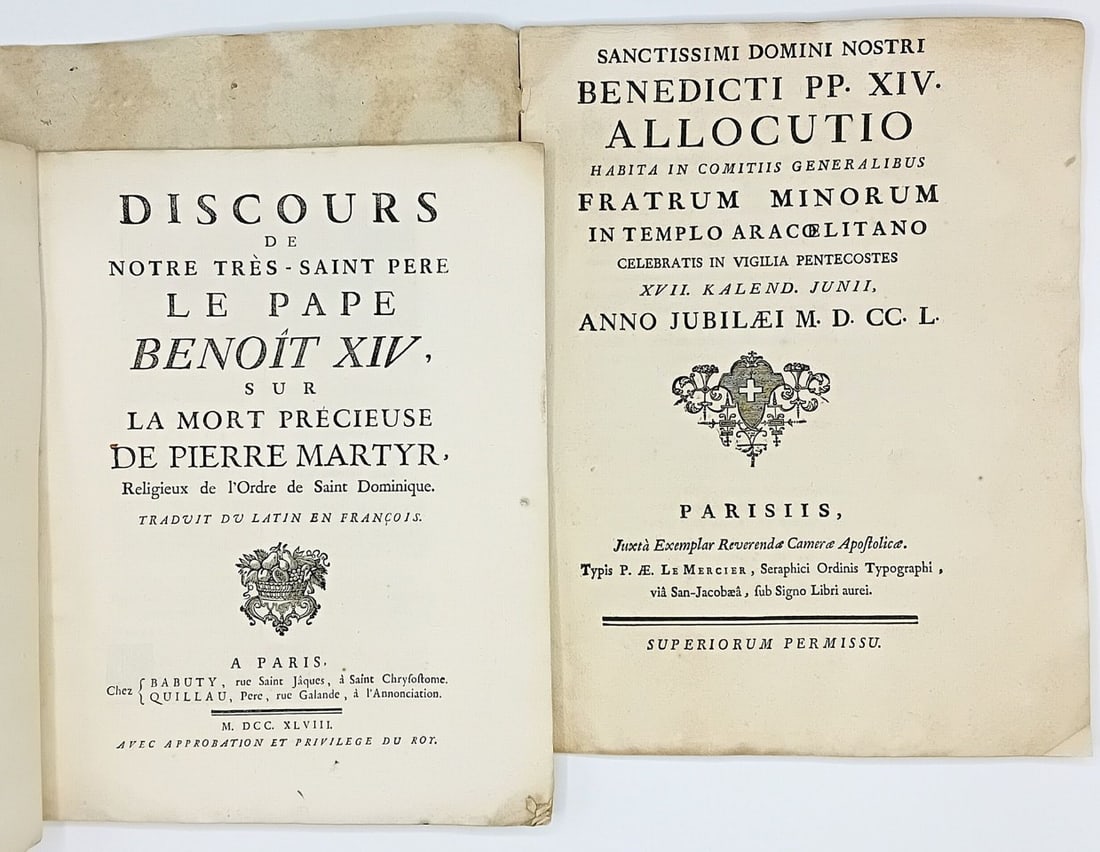 DISCOURS
DE
NOTRE TRÈS-SAINT PERE
LE PAPE
BENOÎT XIV,
SUR
LA MORT PRÉCIEUSE
DE PIERRE MARTYR,
Religieux de l'Ordre de Saint Dominique.
TRADUIT DU LATIN EN FRANÇOIS.
A PARIS,
Chez { BABUTY, rue Saint Jâques, à Saint Chrysostome.
QUILLAU, Pere, rue Galande, à l'Annonciation.
M. DCC. XLVIII.
AVEC APPROBATION ET PRIVILEGE DU ROY.
SANCTISSIMI DOMINI NOSTRI
BENEDICTI PP. XIV.
ALLOCUTIO
HABITA IN COMITIIS GENERALIBUS
FRATRUM MINORUM
IN TEMPLO ARACŒLITANO
CELEBRATIS IN VIGILIA PENTECOSTES
XVII. KALEND. JUNII,
ANNO JUBILÆI M. D. CC. L.
PARISIIS,
Juxtà Exemplar Reverendæ Cameræ Apostolicæ.
Typis P. Æ. LE MERCIER, Seraphici Ordinis Typographi,
viâ San-Jacobæâ, sub Signo Libri aurei.
SUPERIORUM PERMISSU.